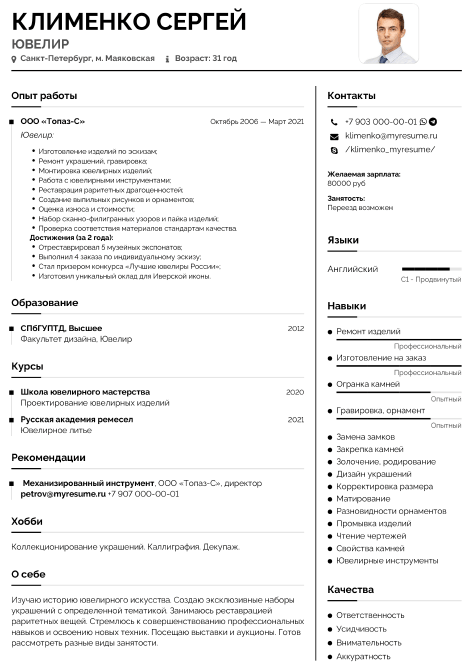 КЛИМЕНКО СЕРГЕЙ
ЮВЕЛИР
Санкт-Петербург, м. Маяковская Возраст: 31 год
Опыт работы
ООО «Топаз-С» Октябрь 2006 — Март 2021
Ювелир:
Изготовление изделий по эскизам;
Ремонт украшений, гравировка;
Монтировка ювелирных изделий;
Работа с ювелирными инструментами;
Реставрация раритетных драгоценностей;
Создание выпильных рисунков и орнаментов;
Оценка износа и стоимости;
Набор сканно-филигранных узоров и пайка изделий;
Проверка соответствия материалов стандартам качества.
Достижения (за 2 года):
Отреставрировал 5 музейных экспонатов;
Выполнил 4 заказа по индивидуальному эскизу;
Стал призером конкурса «Лучшие ювелиры России»;
Изготовил уникальный оклад для Иверской иконы.
Образование
СПбГУПТД, Высшее 2012
Факультет дизайна, Ювелир
Курсы
Школа ювелирного мастерства 2020
Проектирование ювелирных изделий
Русская академия ремесел 2021
Ювелирное литье
Рекомендации
Механизированный инструмент, ООО «Топаз-С», директор
petrov@myresume.ru +7 907 000-00-01
Хобби
Коллекционирование украшений. Каллиграфия. Декупаж.
О себе
Изучаю историю ювелирного искусства. Создаю эксклюзивные наборы
украшений с определенной тематикой. Занимаюсь реставрацией
раритетных вещей. Стремлюсь к совершенствованию профессиональных
навыков и освоению новых техник. Посещаю выставки и аукционы. Готов
рассмотреть разные виды занятости.
Контакты
+7 903 000-00-01
klimenko@myresume.ru
/klimenko_myresume/
Желаемая зарплата:
80000 руб
Занятость:
Переезд возможен
Языки
Английский
C1 - Продвинутый
Навыки
Ремонт изделий
Профессиональный
Изготовление на заказ
Профессиональный
Огранка камней
Опытный
Гравировка, орнамент
Опытный
Замена замков
Закрепка камней
Золочение, родирование
Дизайн украшений
Корректировка размера
Матирование
Разновидности орнаментов
Промывка изделий
Чтение чертежей
Свойства камней
Ювелирные инструменты
Качества
Ответственность
Усидчивость
Внимательность
Аккуратность